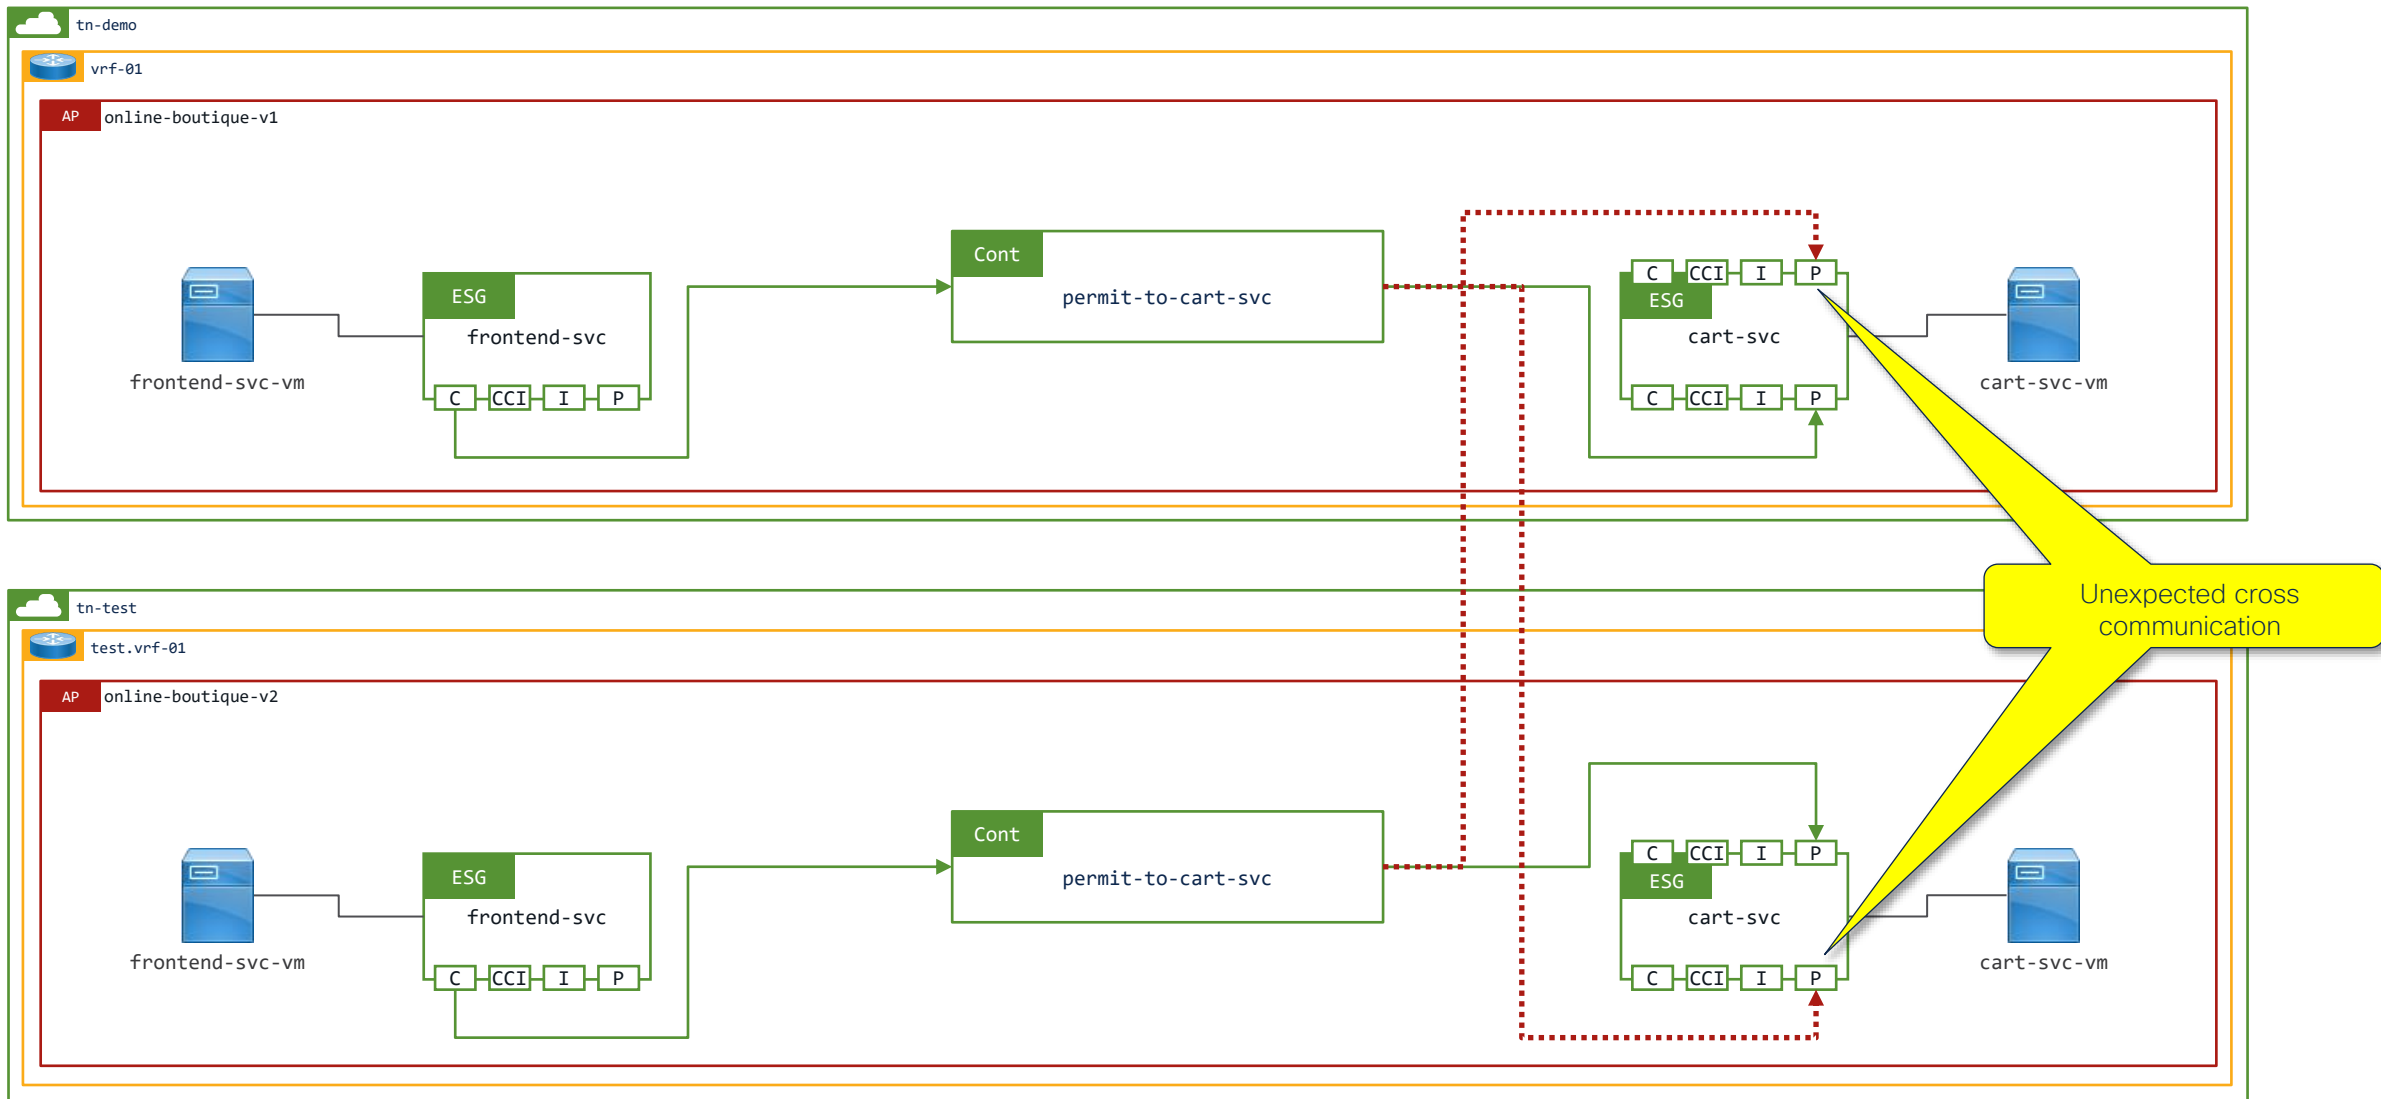 tn-demo
vrf-01
AP online-boutique-v1
Cont
permit-to-cart-svc
ESG
frontend-svc
C CCI I P
frontend-svc-vm
C CCI I P
ESG
cart-svc
C CCI I P
cart-svc-vm
Unexpected cross
communication
tn-test
test.vrf-01
AP online-boutique-v2
Cont
permit-to-cart-svc
ESG
frontend-svc
C CCI I P
frontend-svc-vm
C CCI I P
ESG
cart-svc
C CCI I P
cart-svc-vm